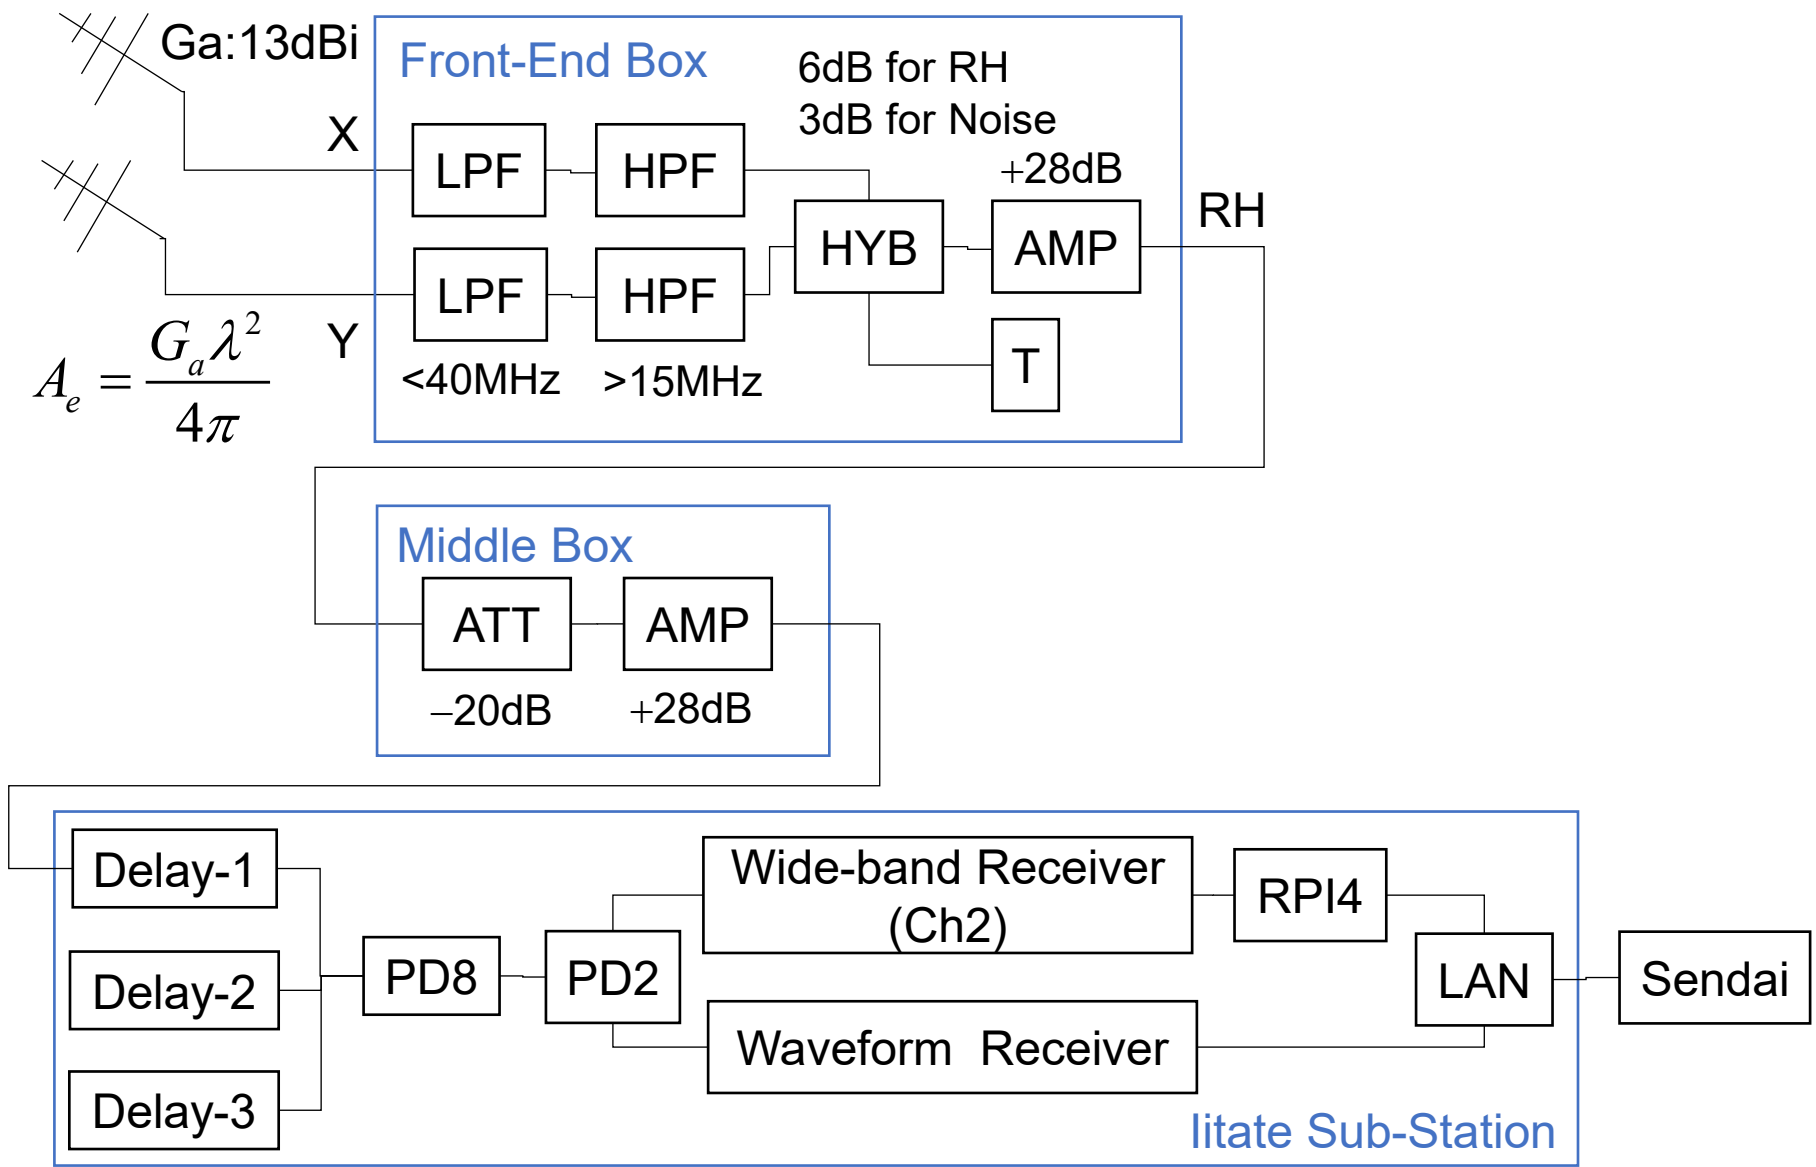 Ga:13dBi
Front-End Box
6dB for RH
3dB for Noise
X
LPF
HPF
+28dB
RH
HYB
AMP
LPF
HPF
Y
T
<40MHz
>15MHz
A_e = G_a λ^2 / 4π
Middle Box
ATT
AMP
−20dB
+28dB
Delay-1
Wide-band Receiver
(Ch2)
RPI4
Delay-2
PD8
PD2
LAN
Sendai
Waveform Receiver
Delay-3
Iitate Sub-Station